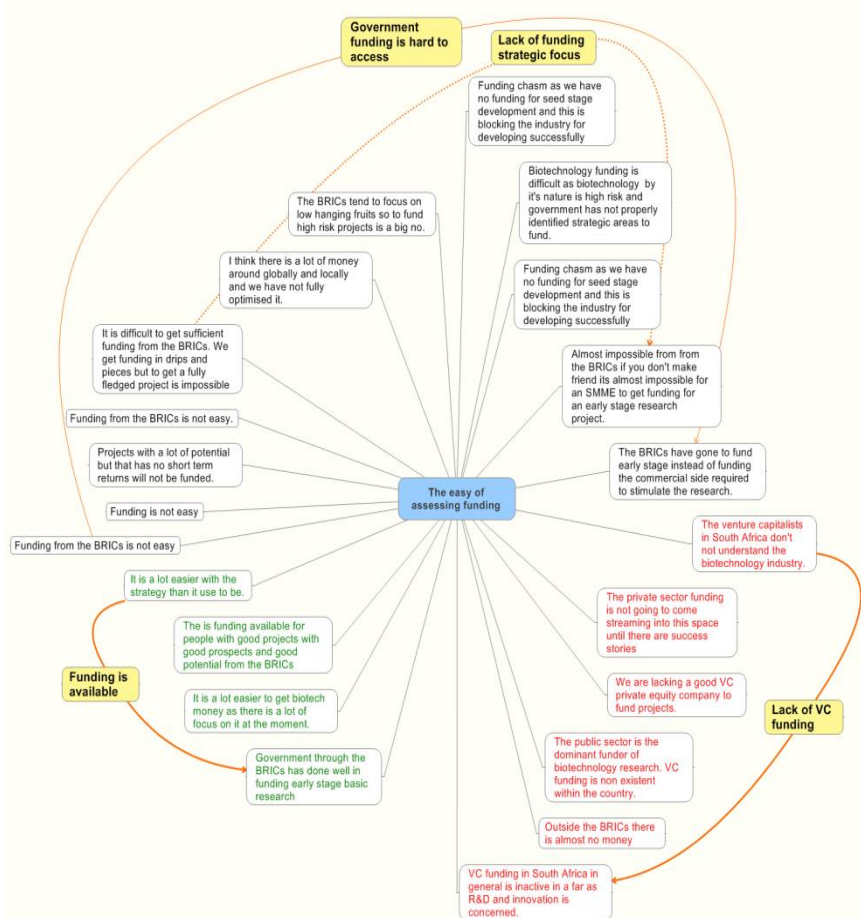 Government
funding is hard to
access
Lack of funding
strategic focus
Funding chasm as we have
no funding for seed stage
development and this is
blocking the industry for
developing successfully
Biotechnology funding is
difficult as biotechnology by
it's nature is high risk and
government has not properly
identified strategic areas to
fund.
The BRICs tend to focus on
low hanging fruits so to fund
high risk projects is a big no.
I think there is a lot of money
around globally and locally
and we have not fully
optimised it.
Funding chasm as we have
no funding for seed stage
development and this is
blocking the industry for
developing successfully
It is difficult to get sufficient
funding from the BRICs. We
get funding in drips and
pieces but to get a fully
fledged project is impossible
Almost impossible from from
the BRICs if you don't make
friend its almost impossible for
an SMME to get funding for
an early stage research
project.
Funding from the BRICs is not easy.
Projects with a lot of potential
but that has no short term
returns will not be funded.
The BRICs have gone to fund
early stage instead of funding
the commercial side required
to stimulate the research.
The easy of
assessing funding
Funding is not easy
Funding from the BRICs is not easy
The venture capitalists
in South Africa don't
not understand the
biotechnology industry.
It is a lot easier with the
strategy than it use to be.
The private sector funding
is not going to come
streaming into this space
until there are success
stories
The is funding available for
people with good projects with
good prospects and good
potential from the BRICs
Funding is
available
We are lacking a good VC
private equity company to
fund projects.
It is a lot easier to get biotech
money as there is a lot of
focus on it at the moment.
Lack of VC
funding
The public sector is the
dominant funder of
biotechnology research. VC
funding is non existent
within the country.
Government through the
BRICs has done well in
funding early stage basic
research
Outside the BRICs there
is almost no money
VC funding in South Africa in
general is inactive in a far as
R&D and innovation is
concerned.